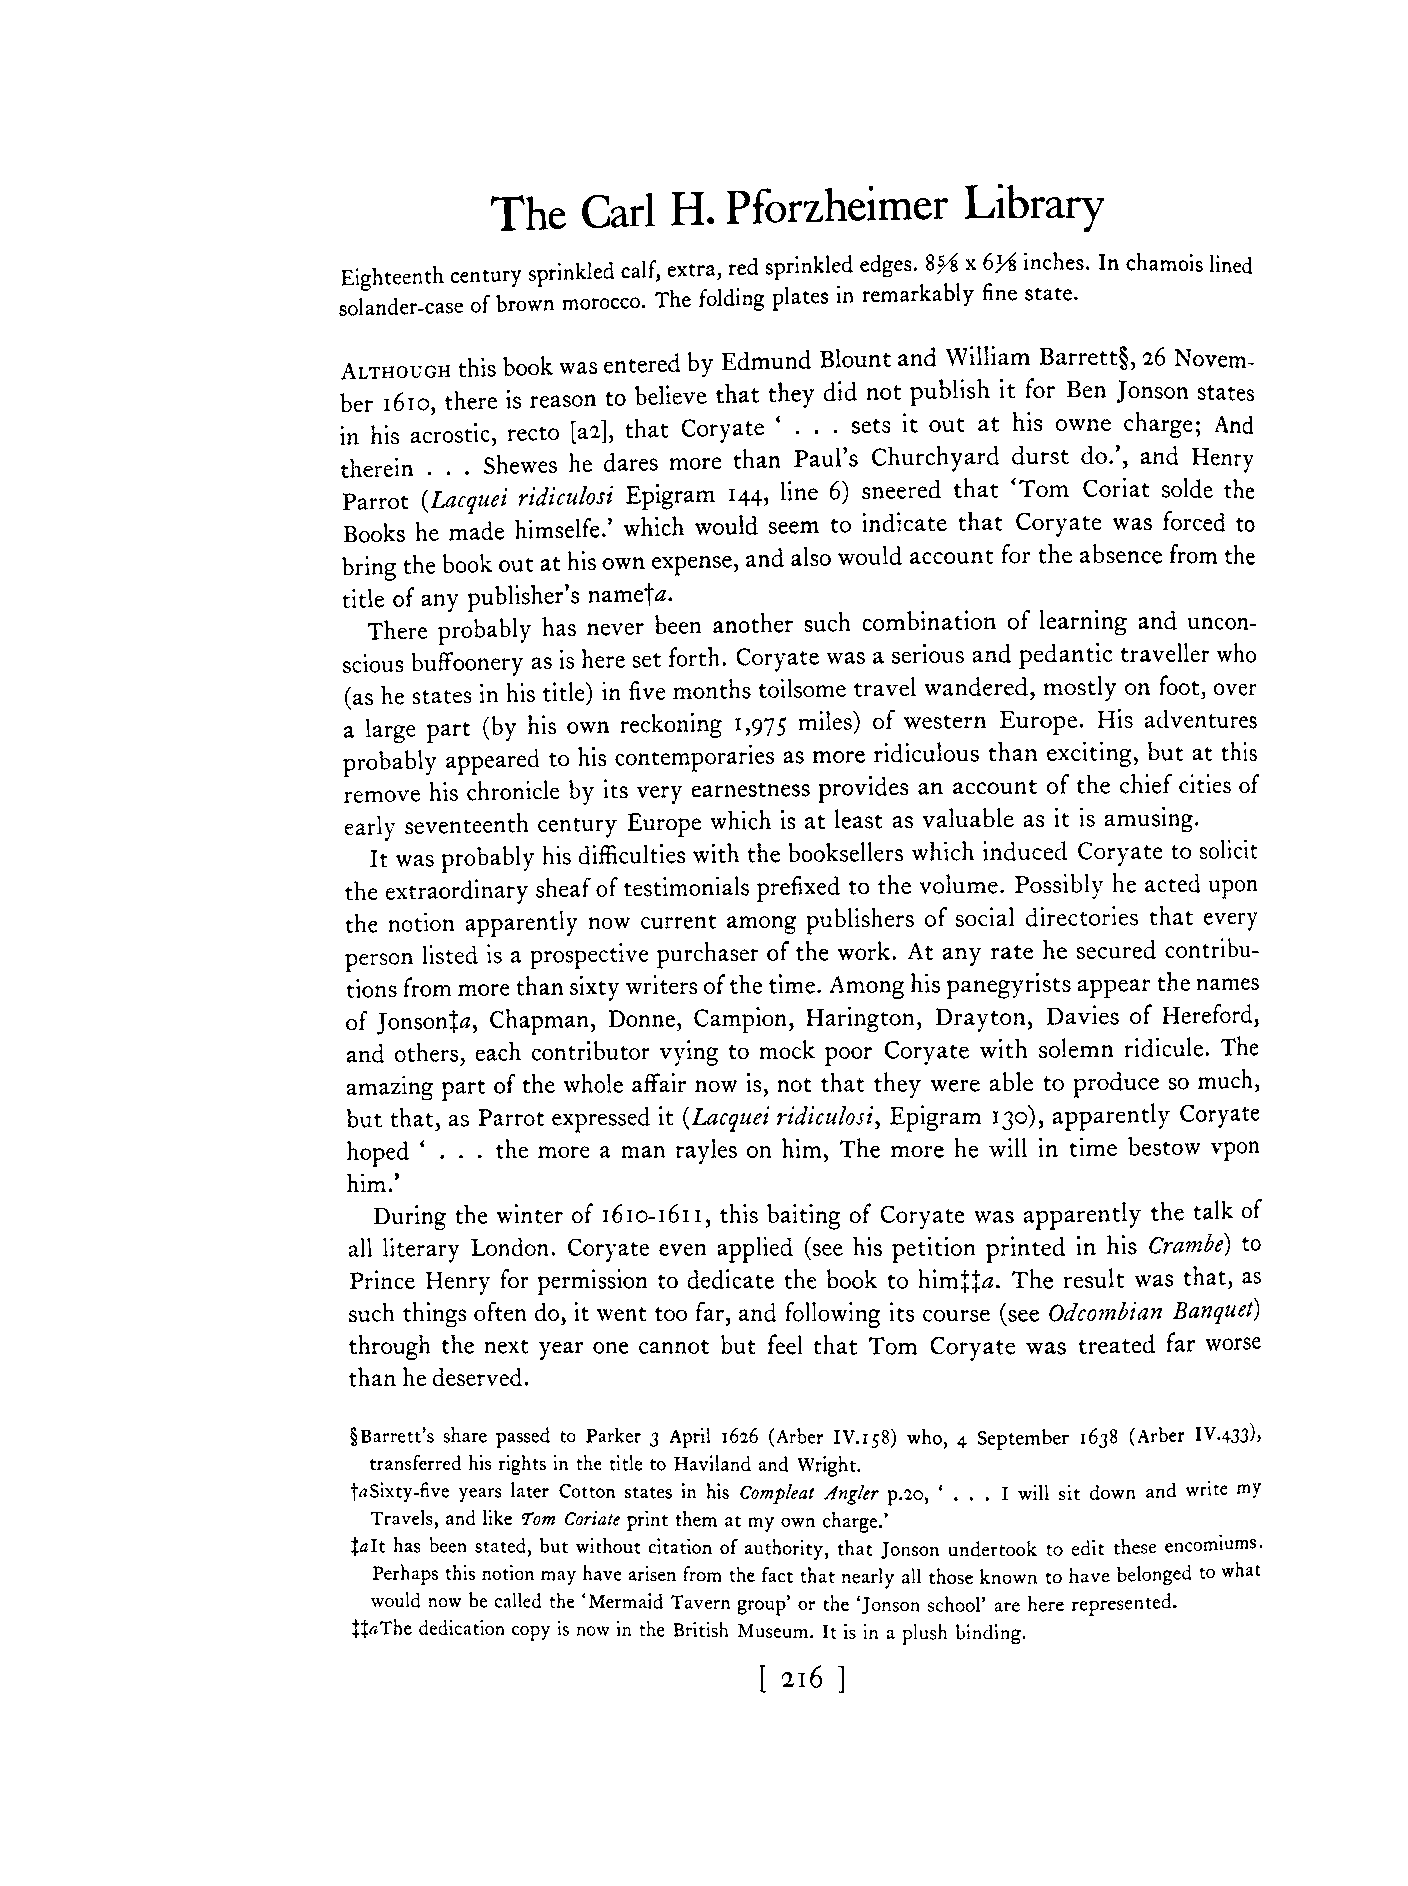 The Carl H. Pforzheimer Library
Eighteenth century sprinkled calf, extra, red sprinkled edges. 8⅝ x 6⅛ inches. In chamois lined
solander-case of brown morocco. The folding plates in remarkably fine state.
ALTHOUGH this book was entered by Edmund Blount and William Barrett§, 26 Novem-
ber 1610, there is reason to believe that they did not publish it for Ben Jonson states
in his acrostic, recto [a2], that Coryate ‘ . . . sets it out at his owne charge; And
therein . . . Shewes he dares more than Paul’s Churchyard durst do.’, and Henry
Parrot (Lacquei ridiculosi Epigram 144, line 6) sneered that ‘Tom Coriat solde the
Books he made himselfe.’ which would seem to indicate that Coryate was forced to
bring the book out at his own expense, and also would account for the absence from the
title of any publisher’s name†a.
There probably has never been another such combination of learning and uncon-
scious buffoonery as is here set forth. Coryate was a serious and pedantic traveller who
(as he states in his title) in five months toilsome travel wandered, mostly on foot, over
a large part (by his own reckoning 1,975 miles) of western Europe. His adventures
probably appeared to his contemporaries as more ridiculous than exciting, but at this
remove his chronicle by its very earnestness provides an account of the chief cities of
early seventeenth century Europe which is at least as valuable as it is amusing.
It was probably his difficulties with the booksellers which induced Coryate to solicit
the extraordinary sheaf of testimonials prefixed to the volume. Possibly he acted upon
the notion apparently now current among publishers of social directories that every
person listed is a prospective purchaser of the work. At any rate he secured contribu-
tions from more than sixty writers of the time. Among his panegyrists appear the names
of Jonson‡a, Chapman, Donne, Campion, Harington, Drayton, Davies of Hereford,
and others, each contributor vying to mock poor Coryate with solemn ridicule. The
amazing part of the whole affair now is, not that they were able to produce so much,
but that, as Parrot expressed it (Lacquei ridiculosi, Epigram 130), apparently Coryate
hoped ‘ . . . the more a man rayles on him, The more he will in time bestow vpon
him.’
During the winter of 1610-1611, this baiting of Coryate was apparently the talk of
all literary London. Coryate even applied (see his petition printed in his Crambe) to
Prince Henry for permission to dedicate the book to him‡‡a. The result was that, as
such things often do, it went too far, and following its course (see Odcombian Banquet)
through the next year one cannot but feel that Tom Coryate was treated far worse
than he deserved.
§Barrett’s share passed to Parker 3 April 1626 (Arber IV.158) who, 4 September 1638 (Arber IV.433),
transferred his rights in the title to Haviland and Wright.
†aSixty-five years later Cotton states in his Compleat Angler p.20, ‘ . . . I will sit down and write my
Travels, and like Tom Coriate print them at my own charge.’
‡aIt has been stated, but without citation of authority, that Jonson undertook to edit these encomiums.
Perhaps this notion may have arisen from the fact that nearly all those known to have belonged to what
would now be called the ‘Mermaid Tavern group’ or the ‘Jonson school’ are here represented.
‡‡aThe dedication copy is now in the British Museum. It is in a plush binding.
[ 216 ]